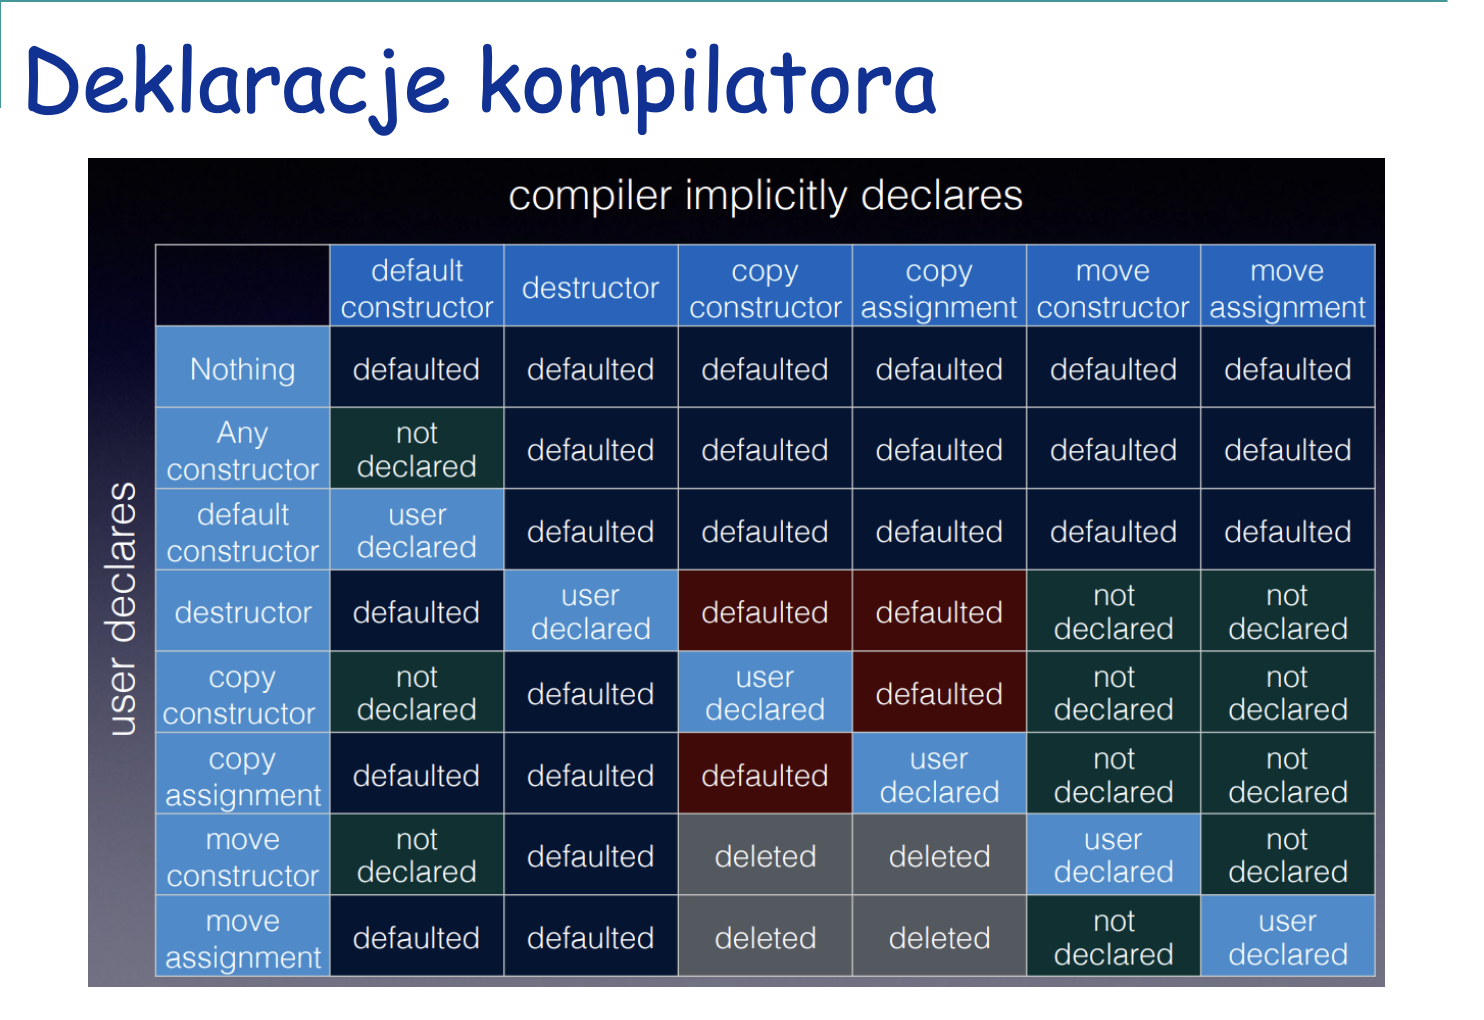 Deklaracje kompilatora
compiler implicitly declares
user declares
default constructor destructor copy constructor copy assignment move constructor move assignment
Nothing defaulted defaulted defaulted defaulted defaulted defaulted
Any constructor not declared defaulted defaulted defaulted defaulted defaulted
default constructor user declared defaulted defaulted defaulted defaulted defaulted
destructor defaulted user declared defaulted defaulted not declared not declared
copy constructor not declared defaulted user declared defaulted not declared not declared
copy assignment defaulted defaulted defaulted user declared not declared not declared
move constructor not declared defaulted deleted deleted user declared not declared
move assignment defaulted defaulted deleted deleted not declared user declared